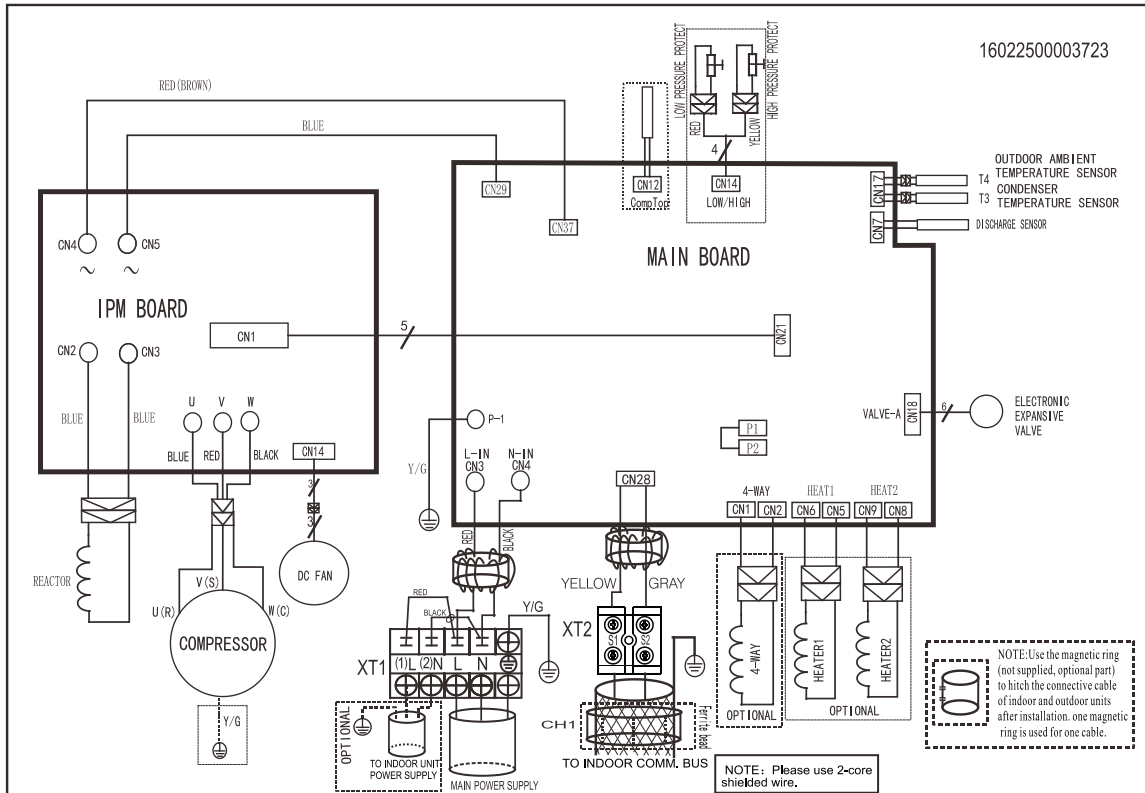 16022500003723
LOW PRESSURE PROTECT
HIGH PRESSURE PROTECT
RED
YELLOW
4
CN12
CompTop
CN14
LOW/HIGH
RED(BROWN)
BLUE
CN29
CN37
CN17
CN7
T4
T3
OUTDOOR AMBIENT
TEMPERATURE SENSOR
CONDENSER
TEMPERATURE SENSOR
DISCHARGE SENSOR
MAIN BOARD
CN4
CN5
~
~
IPM BOARD
CN2
CN3
CN1
5
CN21
BLUE
BLUE
U
V
W
BLUE
RED
BLACK
CN14
3
3
DC FAN
REACTOR
V(S)
U(R)
W(C)
COMPRESSOR
Y/G
P-1
Y/G
L-IN
CN3
N-IN
CN4
RED
BLACK
CN28
P1
P2
VALVE-A
CN18
6
ELECTRONIC
EXPANSIVE
VALVE
4-WAY
HEAT1
HEAT2
CN1
CN2
CN6
CN5
CN9
CN8
YELLOW
GRAY
RED
BLACK
Y/G
XT1
(1)L
(2)N
L
N
XT2
S1
S2
CH1
Ferrite bead
OPTIONAL
TO INDOOR UNIT
POWER SUPPLY
MAIN POWER SUPPLY
TO INDOOR COMM. BUS
4-WAY
HEATER1
HEATER2
OPTIONAL
OPTIONAL
NOTE: Please use 2-core
shielded wire.
NOTE:Use the magnetic ring
(not supplied, optional part)
to hitch the connective cable
of indoor and outdoor units
after installation. one magnetic
ring is used for one cable.